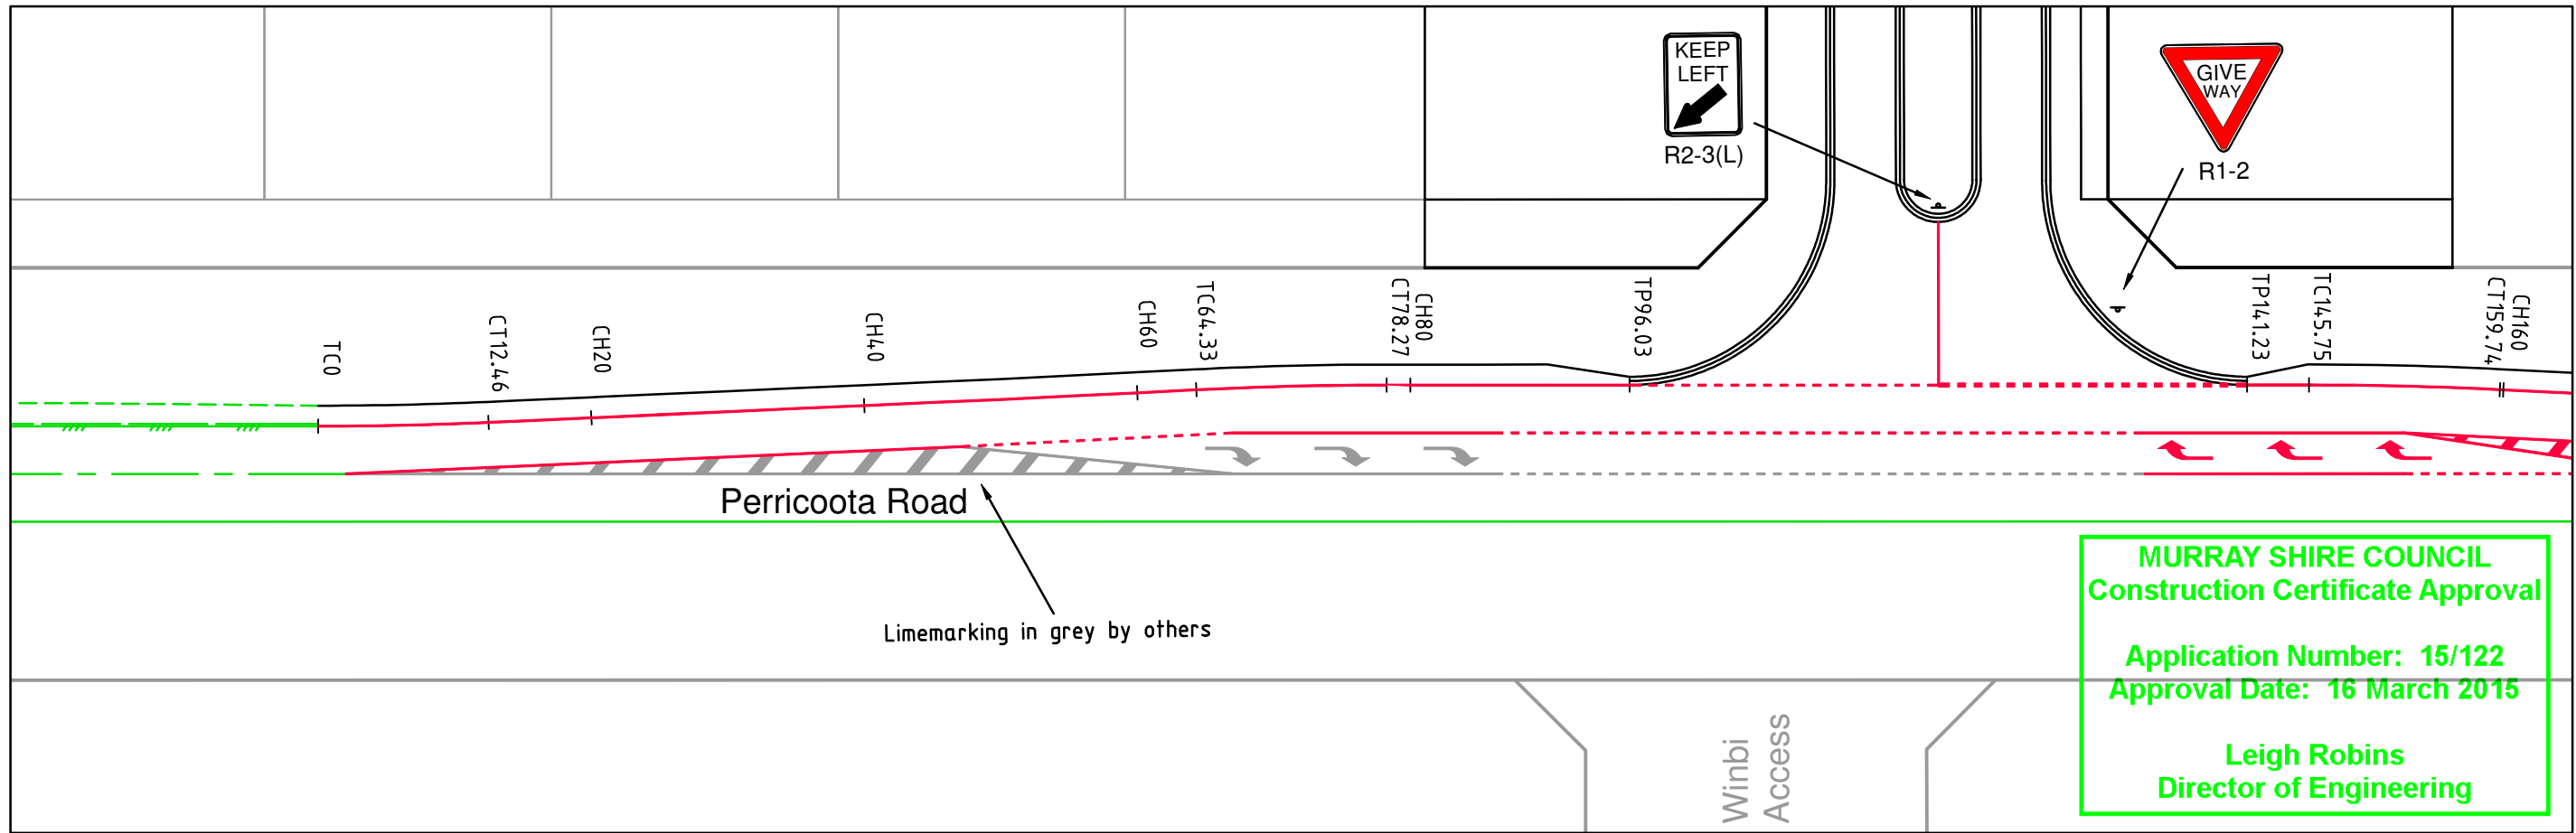 KEEP
LEFT
R2-3(L)
GIVE
WAY
R1-2
TC0
CT12.46
CH20
CH40
CH60
TC64.33
CT78.27
CH80
TP96.03
TP141.23
TC145.75
CT159.74
CH160
Perricoota Road
Limemarking in grey by others
Winbi
Access
MURRAY SHIRE COUNCIL
Construction Certificate Approval
Application Number: 15/122
Approval Date: 16 March 2015
Leigh Robins
Director of Engineering